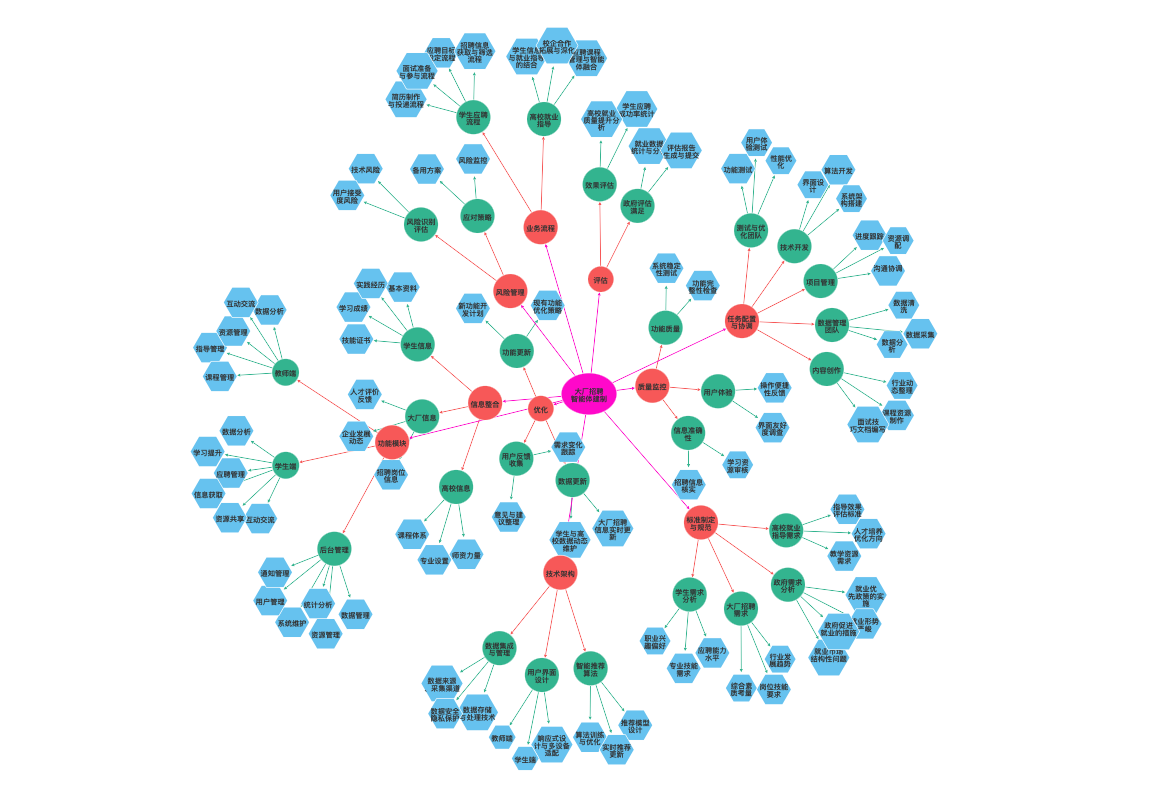 大厂招聘
智能体建制
业务流程
学生应聘
流程
简历制作
与投递流程
面试准备
与参与流程
应聘目标
设定流程
招聘信息
获取与筛选
流程
高校就业
指导
学生信息
与就业指导
的结合
校企合作
拓展与深化
应聘课程
管理与智能
体融合
评估
效果评估
高校就业
质量提升分
析
学生应聘
成功率统计
政府评估
满足
就业数据
统计与分
评估报告
生成与提交
风险管理
风险识别
评估
技术风险
用户接受
度风险
应对策略
备用方案
风险监控
任务配置
与协调
测试与优
化团队
功能测试
用户体
验测试
性能优
化
技术开发
界面设
计
算法开发
系统架
构搭建
项目管理
进度跟踪
资源调
配
沟通协调
数据管理
团队
数据清
洗
数据采集
数据分
析
内容创作
行业动
态整理
课程资源
制作
面试技
巧文档编写
质量监控
功能质量
系统稳定
性测试
功能完
整性检查
用户体验
操作便捷
性反馈
界面友好
度调查
信息准确
性
学习资
源审核
招聘信息
核实
优化
功能更新
新功能开
发计划
现有功能
优化策略
用户反馈
收集
需求变化
跟踪
意见与建
议整理
数据更新
学生与高
校数据动态
维护
大厂招聘
信息实时更
新
信息整合
学生信息
实践经历
基本资料
学习成绩
技能证书
大厂信息
人才评价
反馈
企业发展
动态
招聘岗位
信息
高校信息
课程体系
专业设置
师资力量
功能模块
教师端
互动交流
数据分析
资源管理
指导管理
课程管理
学生端
数据分析
学习提升
应聘管理
信息获取
资源共享
互动交流
后台管理
通知管理
用户管理
系统维护
统计分析
资源管理
数据管理
技术架构
数据集成
与管理
数据来源
采集渠道
数据安全
隐私保护
数据存储
与处理技术
用户界面
设计
教师端
学生端
响应式设
计与多设备
适配
智能推荐
算法
算法训练
与优化
实时推荐
更新
推荐模型
设计
标准制定
与规范
高校就业
指导需求
指导效果
评估标准
人才培养
优化方向
教学资源
需求
政府需求
分析
就业优
先政策的实
施
就业形势
严峻
政府促进
就业的措施
就业市场
结构性问题
大厂招聘
需求
行业发
展趋势
岗位技能
要求
综合素
质考量
学生需求
分析
职业兴
趣偏好
专业技能
需求
应聘能力
水平